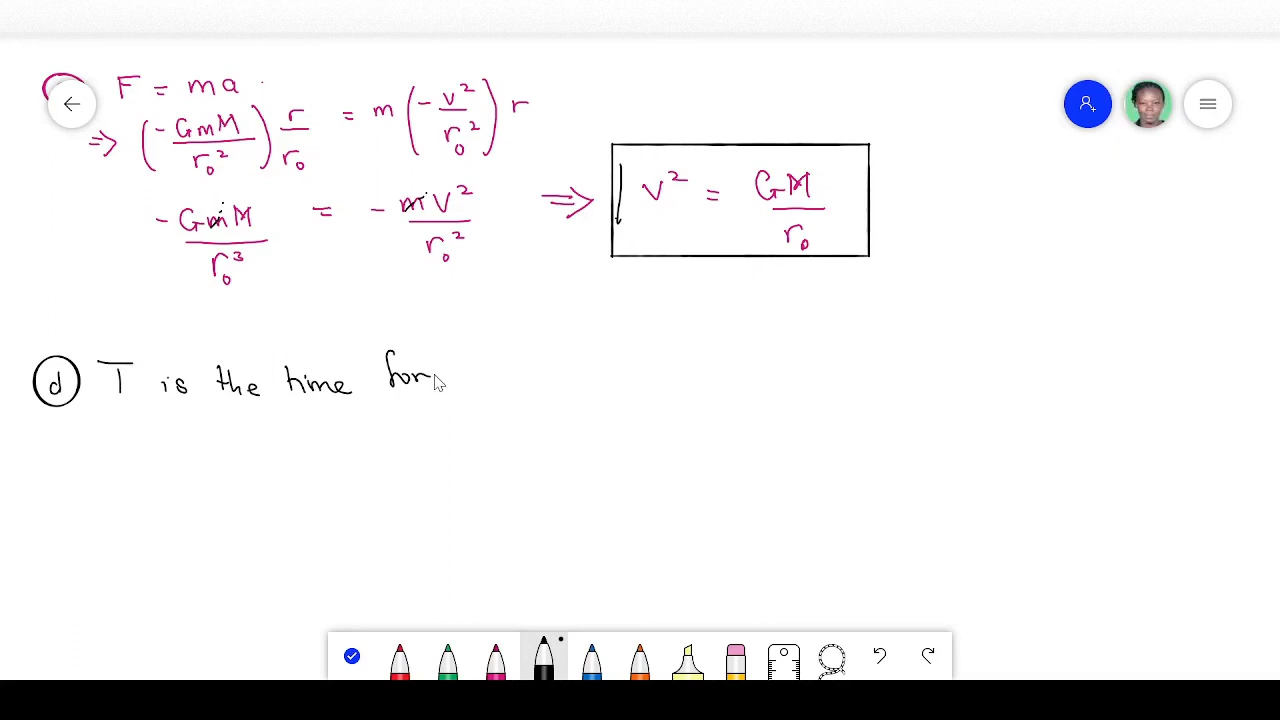 F = ma
=> (-GmM/r₀²) r/r₀ = m (-v²/r₀²) r
-GmM/r₀³ = -mv²/r₀² => v² = GM/r₀
(d) T is the time for